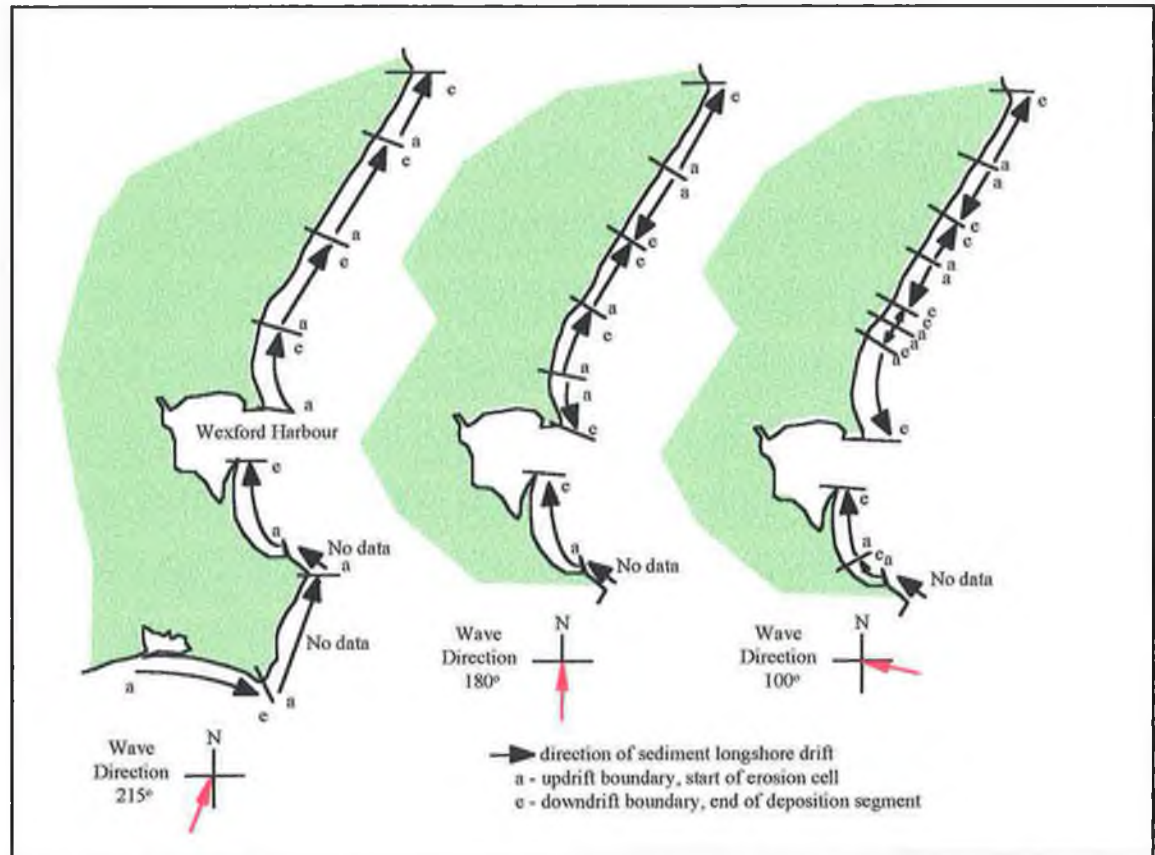 e
a
e
a
e
a
e
a
Wexford Harbour
e
a
No data
a
No data
a
e
a
Wave
Direction
215°
N
e
a
a
e
e
a
e
a
a
e
e
a
No data
Wave
Direction
180°
N
e
a
a
e
e
a
a
e
e
a
e
a
e
e
a
e a
No data
Wave
Direction
100°
N
direction of sediment longshore drift
a - updrift boundary, start of erosion cell
e - downdrift boundary, end of deposition segment